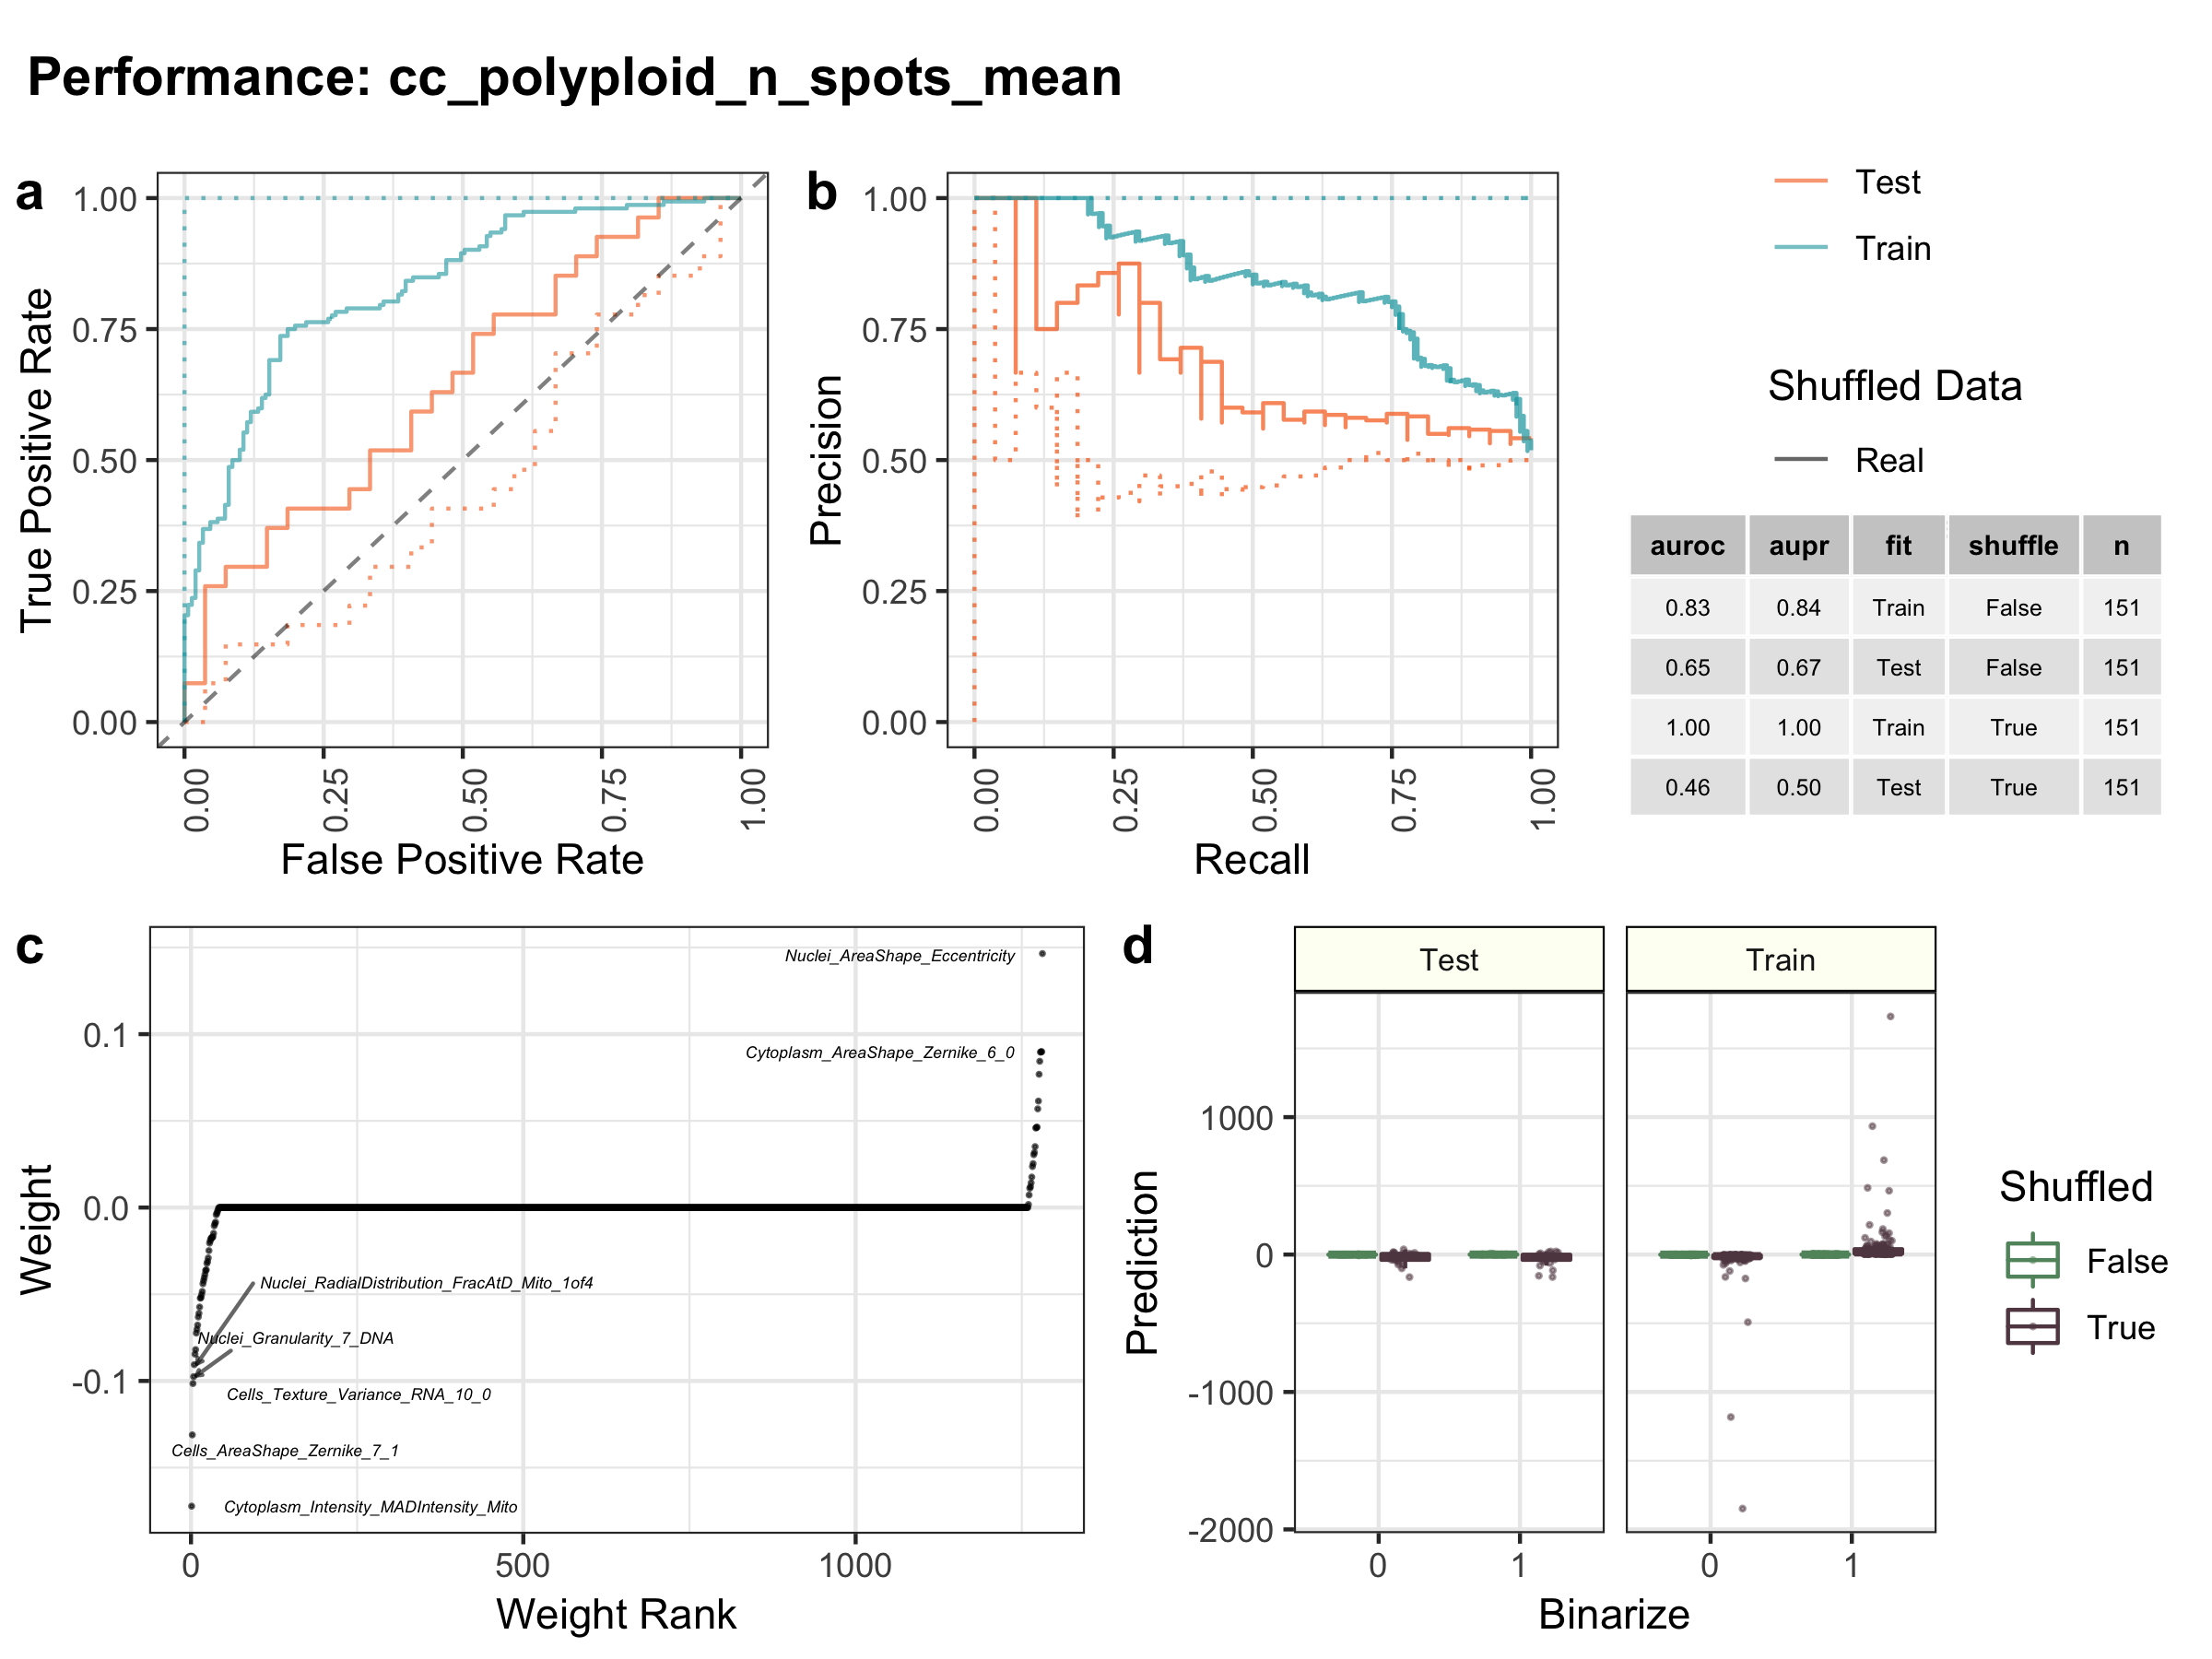 Performance: cc_polyploid_n_spots_mean
a
True Positive Rate
1.00
0.75
0.50
0.25
0.00
0.00
0.25
0.50
0.75
1.00
False Positive Rate
b
Precision
1.00
0.75
0.50
0.25
0.00
0.00
0.25
0.50
0.75
1.00
Recall
Test
Train
Shuffled Data
Real
auroc aupr fit shuffle n
0.83 0.84 Train False 151
0.65 0.67 Test False 151
1.00 1.00 Train True 151
0.46 0.50 Test True 151
c
Weight
0.1
0.0
-0.1
Nuclei_AreaShape_Eccentricity
Cytoplasm_AreaShape_Zernike_6_0
Nuclei_RadialDistribution_FracAtD_Mito_1of4
Nuclei_Granularity_7_DNA
Cells_Texture_Variance_RNA_10_0
Cells_AreaShape_Zernike_7_1
Cytoplasm_Intensity_MADIntensity_Mito
0 500 1000
Weight Rank
d
Test Train
Prediction
1000
0
-1000
-2000
0 1 0 1
Binarize
Shuffled
False
True